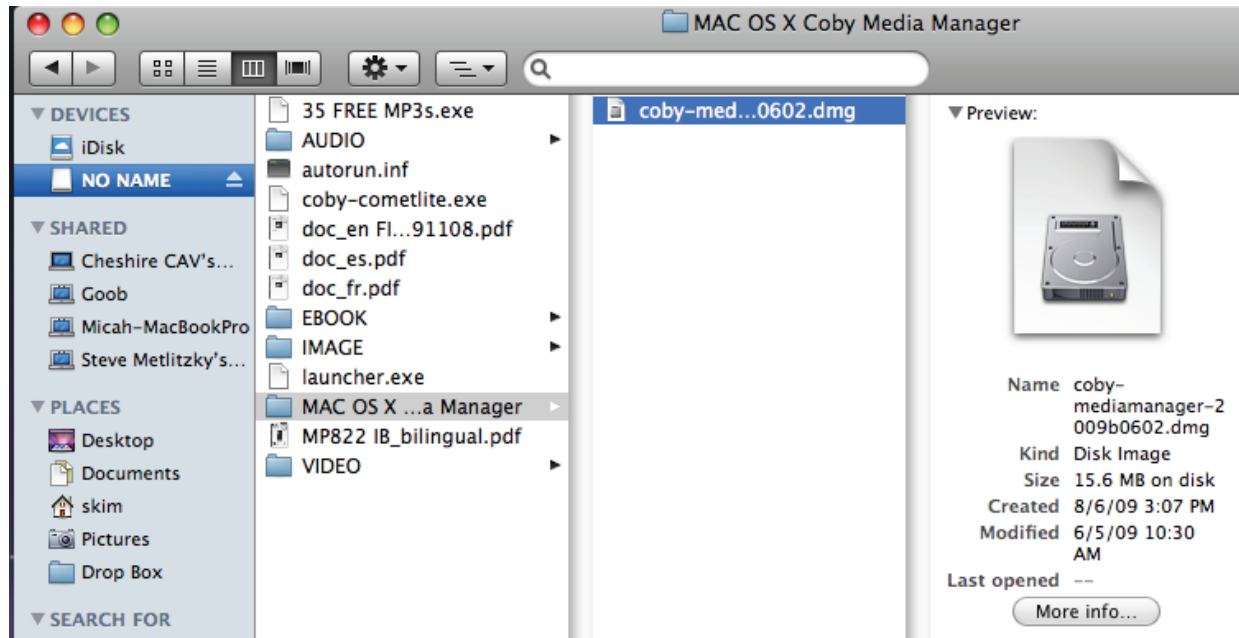 MAC OS X Coby Media Manager
DEVICES
iDisk
NO NAME
SHARED
Cheshire CAV's...
Goob
Micah-MacBookPro
Steve Metlitzky's...
PLACES
Desktop
Documents
skim
Pictures
Drop Box
SEARCH FOR
35 FREE MP3s.exe
AUDIO
autorun.inf
coby-cometlite.exe
doc_en FI...91108.pdf
doc_es.pdf
doc_fr.pdf
EBOOK
IMAGE
launcher.exe
MAC OS X ...a Manager
MP822 IB_bilingual.pdf
VIDEO
coby-med...0602.dmg
Preview:
Name coby-
mediamanager-2
009b0602.dmg
Kind Disk Image
Size 15.6 MB on disk
Created 8/6/09 3:07 PM
Modified 6/5/09 10:30
AM
Last opened --
More info...